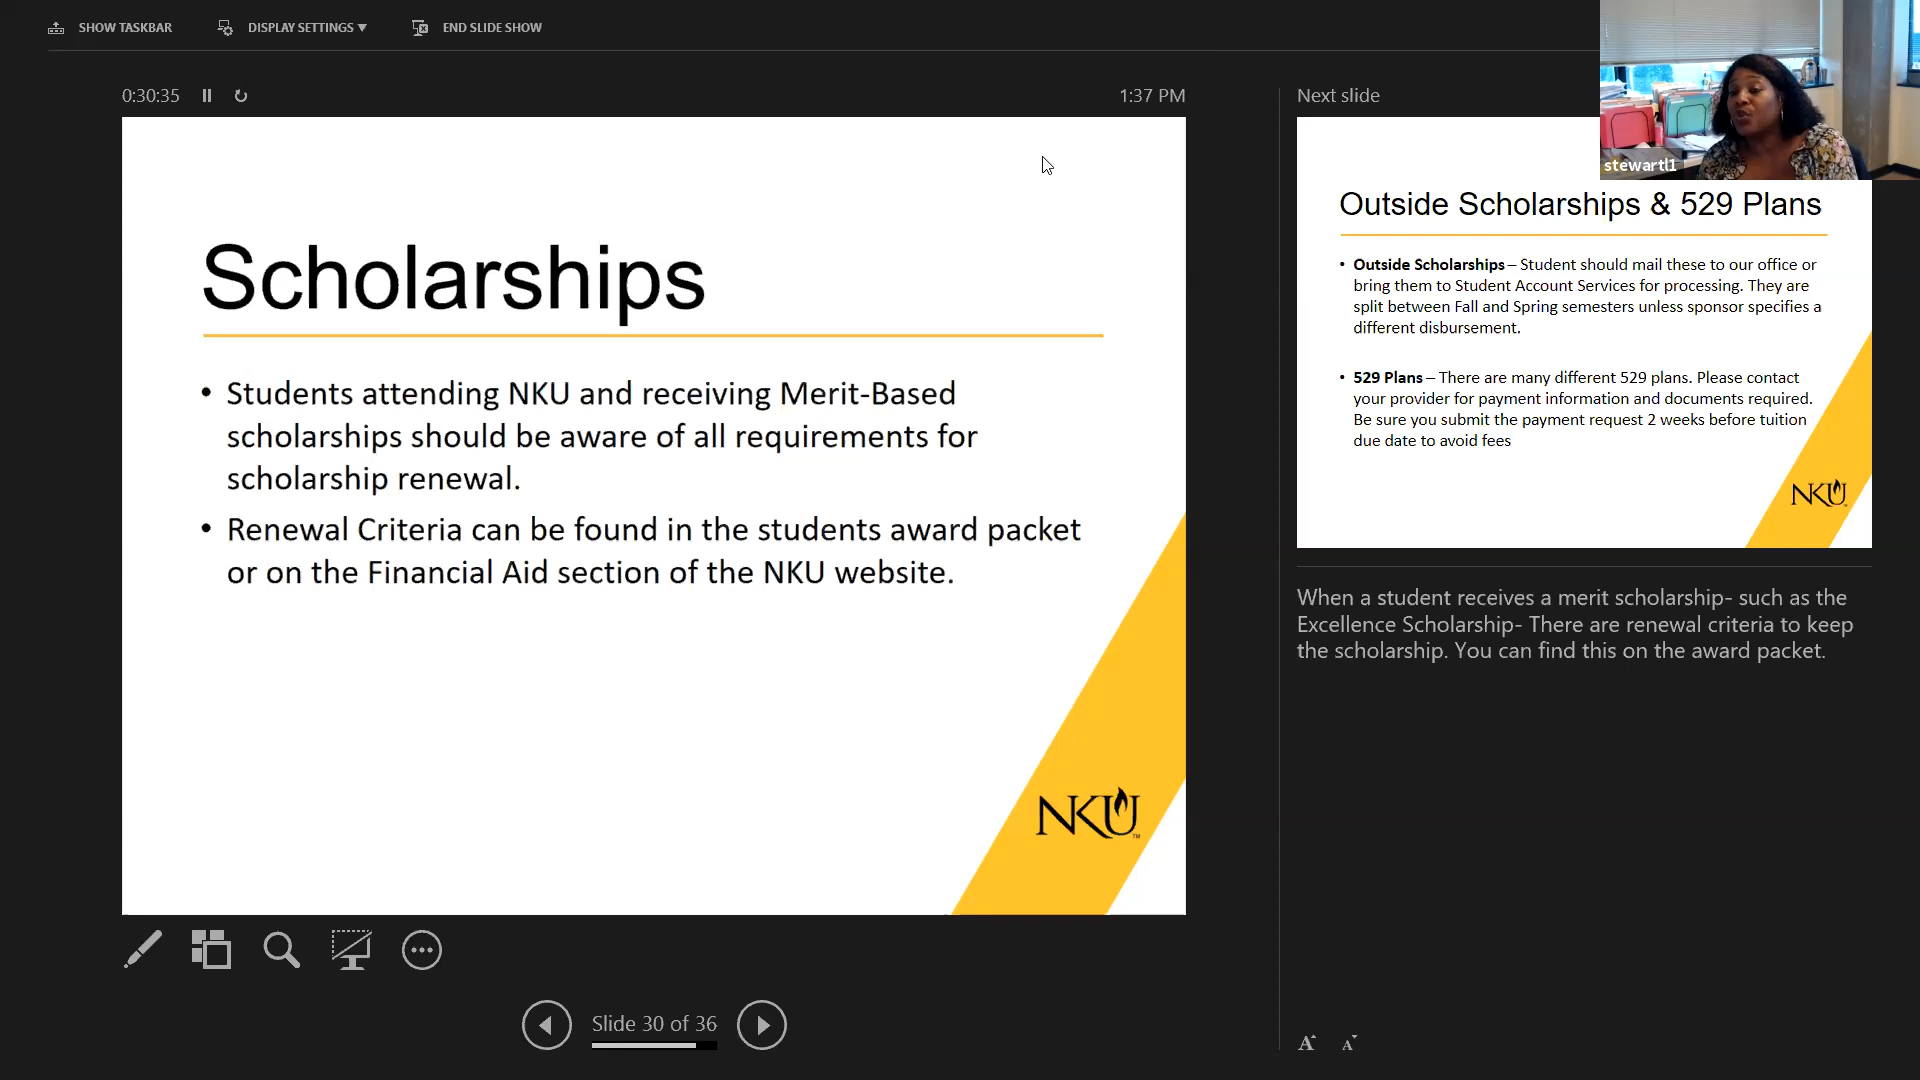 SHOW TASKBAR
DISPLAY SETTINGS
END SLIDE SHOW
0:30:35
1:37 PM
Scholarships
• Students attending NKU and receiving Merit-Based
scholarships should be aware of all requirements for
scholarship renewal.
• Renewal Criteria can be found in the students award packet
or on the Financial Aid section of the NKU website.
NKU
TM
Slide 30 of 36
Next slide
stewartl1
Outside Scholarships & 529 Plans
• Outside Scholarships – Student should mail these to our office or
bring them to Student Account Services for processing. They are
split between Fall and Spring semesters unless sponsor specifies a
different disbursement.
• 529 Plans – There are many different 529 plans. Please contact
your provider for payment information and documents required.
Be sure you submit the payment request 2 weeks before tuition
due date to avoid fees
NKU
When a student receives a merit scholarship- such as the
Excellence Scholarship- There are renewal criteria to keep
the scholarship. You can find this on the award packet.
A A